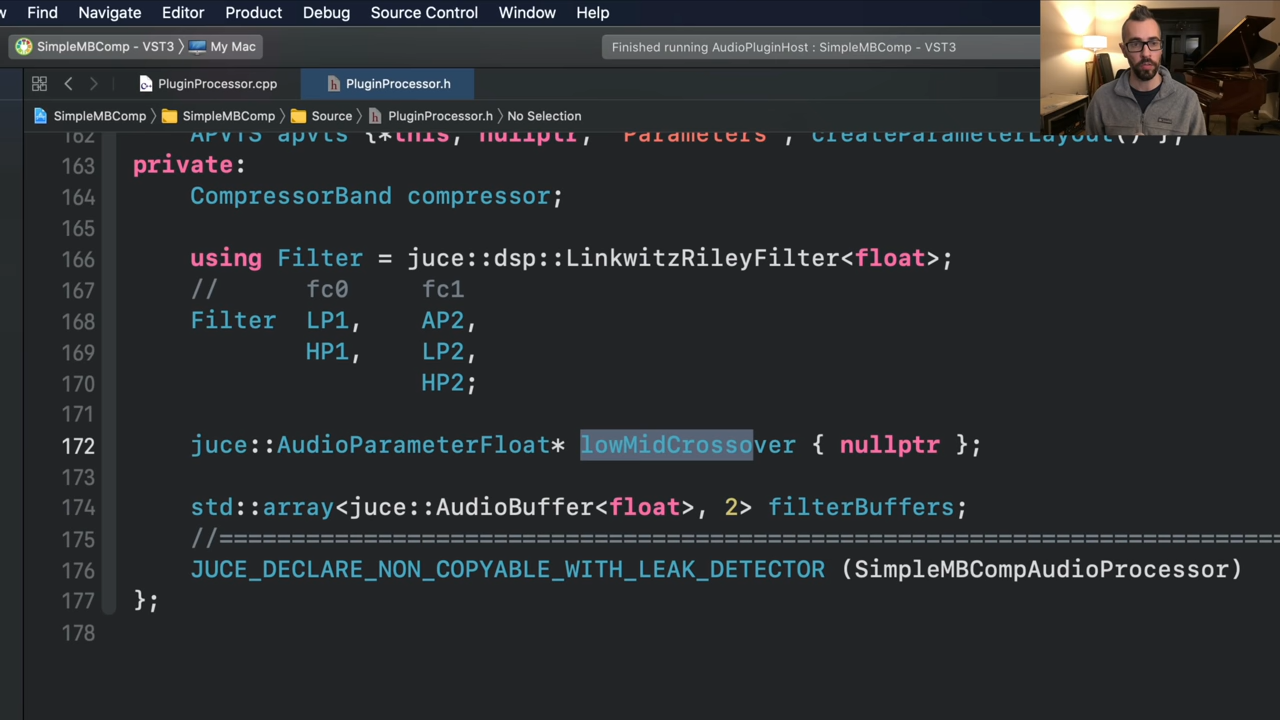 Find Navigate Editor Product Debug Source Control Window Help
SimpleMBComp - VST3 My Mac Finished running AudioPluginHost : SimpleMBComp - VST3
PluginProcessor.cpp PluginProcessor.h
SimpleMBComp SimpleMBComp Source PluginProcessor.h No Selection
162 APVTS apvts {*this, nullptr, "Parameters", createParameterLayout() };
163 private:
164 CompressorBand compressor;
165
166 using Filter = juce::dsp::LinkwitzRileyFilter<float>;
167 // fc0 fc1
168 Filter LP1, AP2,
169 HP1, LP2,
170 HP2;
171
172 juce::AudioParameterFloat* lowMidCrossover { nullptr };
173
174 std::array<juce::AudioBuffer<float>, 2> filterBuffers;
175 //==============================================================================
176 JUCE_DECLARE_NON_COPYABLE_WITH_LEAK_DETECTOR (SimpleMBCompAudioProcessor)
177 };
178